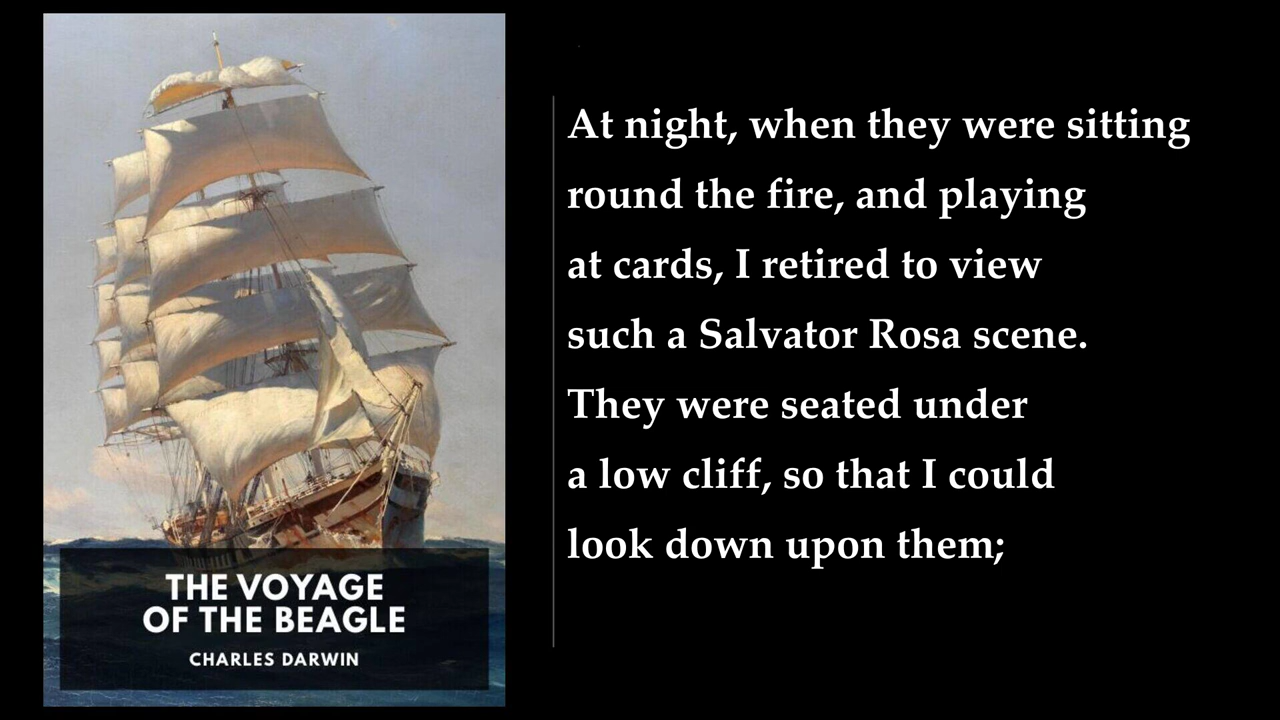 THE VOYAGE
OF THE BEAGLE
CHARLES DARWIN
At night, when they were sitting
round the fire, and playing
at cards, I retired to view
such a Salvator Rosa scene.
They were seated under
a low cliff, so that I could
look down upon them;